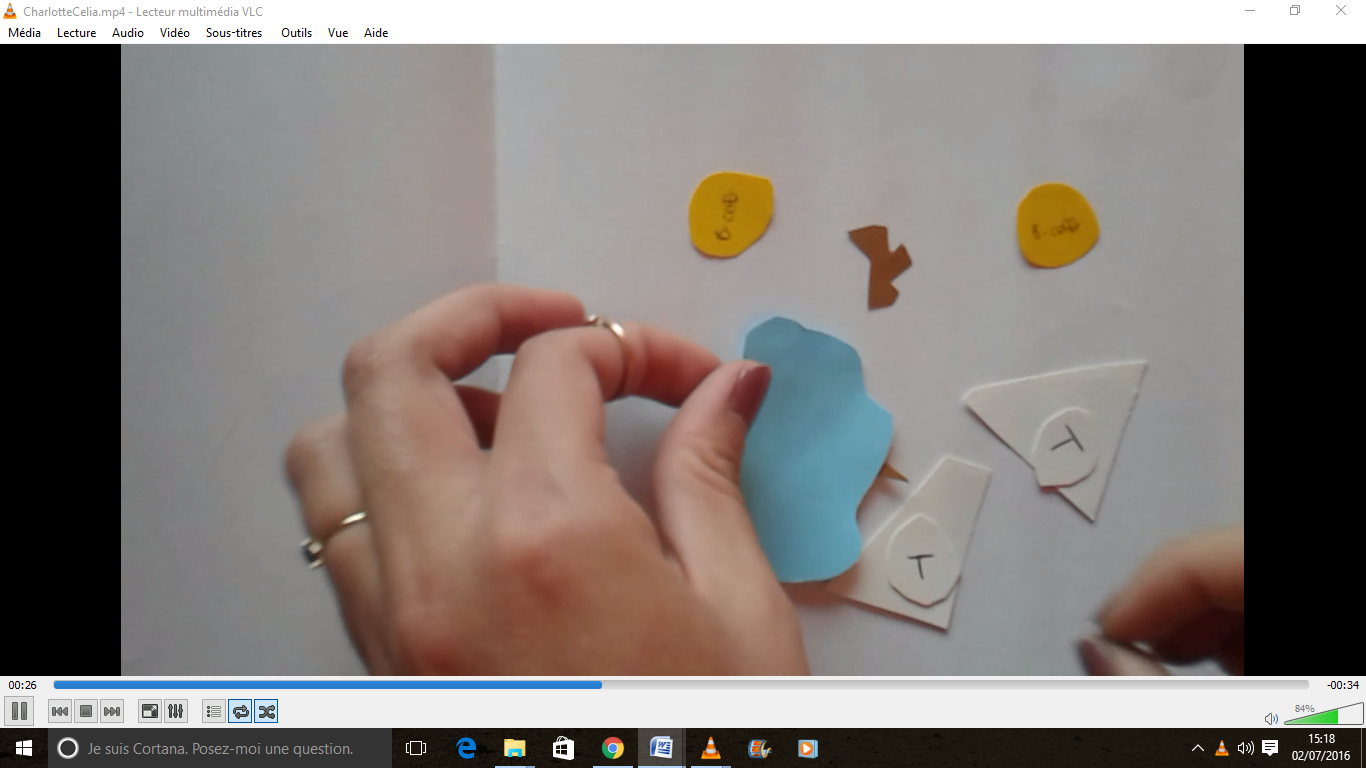 CharlotteCelia.mp4 - Lecteur multimédia VLC
Média Lecture Audio Vidéo Sous-titres Outils Vue Aide
T
T
00:26
-00:34
84%
Je suis Cortana. Posez-moi une question.
15:18
02/07/2016